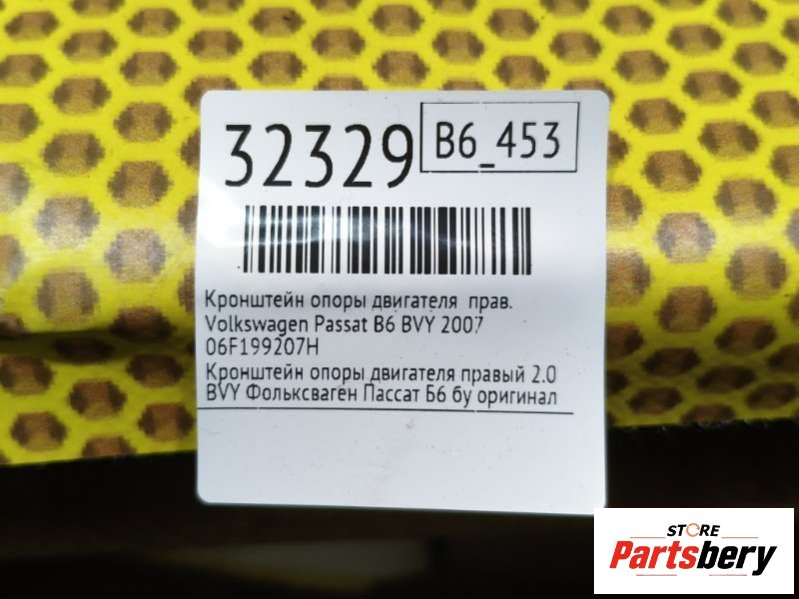 32329
B6_453
Кронштейн опоры двигателя прав.
Volkswagen Passat B6 BVY 2007
06F199207H
Кронштейн опоры двигателя правый 2.0
BVY Фольксваген Пассат Б6 бу оригинал
STORE
Partsbery